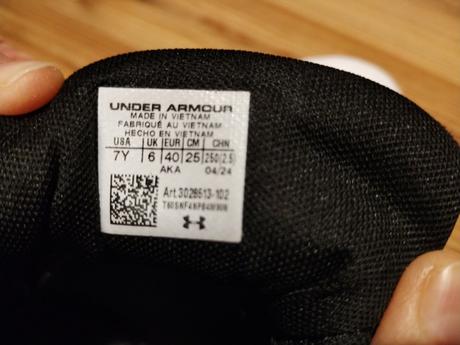 UNDER ARMOUR
MADE IN VIETNAM
FABRIQUÉ AU VIETNAM
HECHO EN VIETNAM
USA UK EUR CM CHN
7Y 6 40 25 250(2.5)
AKA 04/24
Art.3026513-102